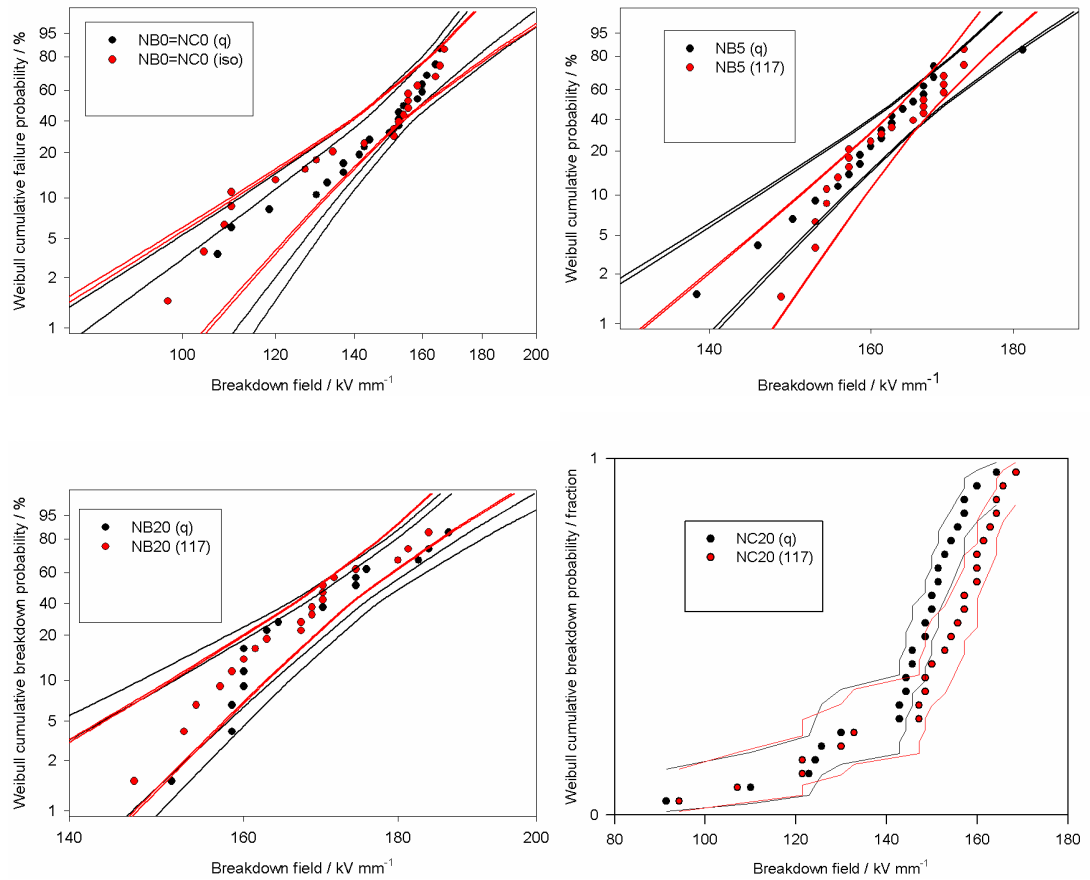 Weibull cumulative failure probability / %
95
80
60
40
20
10
5
2
1
NB0=NC0 (q)
NB0=NC0 (iso)
100 120 140 160 180 200
Breakdown field / kV mm-1
Weibull cumulative probability / %
95
80
60
40
20
10
5
2
1
NB5 (q)
NB5 (117)
140 160 180
Breakdown field / kV mm-1
Weibull cumulative breakdown probability / %
95
80
60
40
20
10
5
2
1
NB20 (q)
NB20 (117)
140 160 180 200
Breakdown field / kV mm-1
Weibull cumulative breakdown probability / fraction
1
0
NC20 (q)
NC20 (117)
80 100 120 140 160 180
Breakdown field / kV mm-1